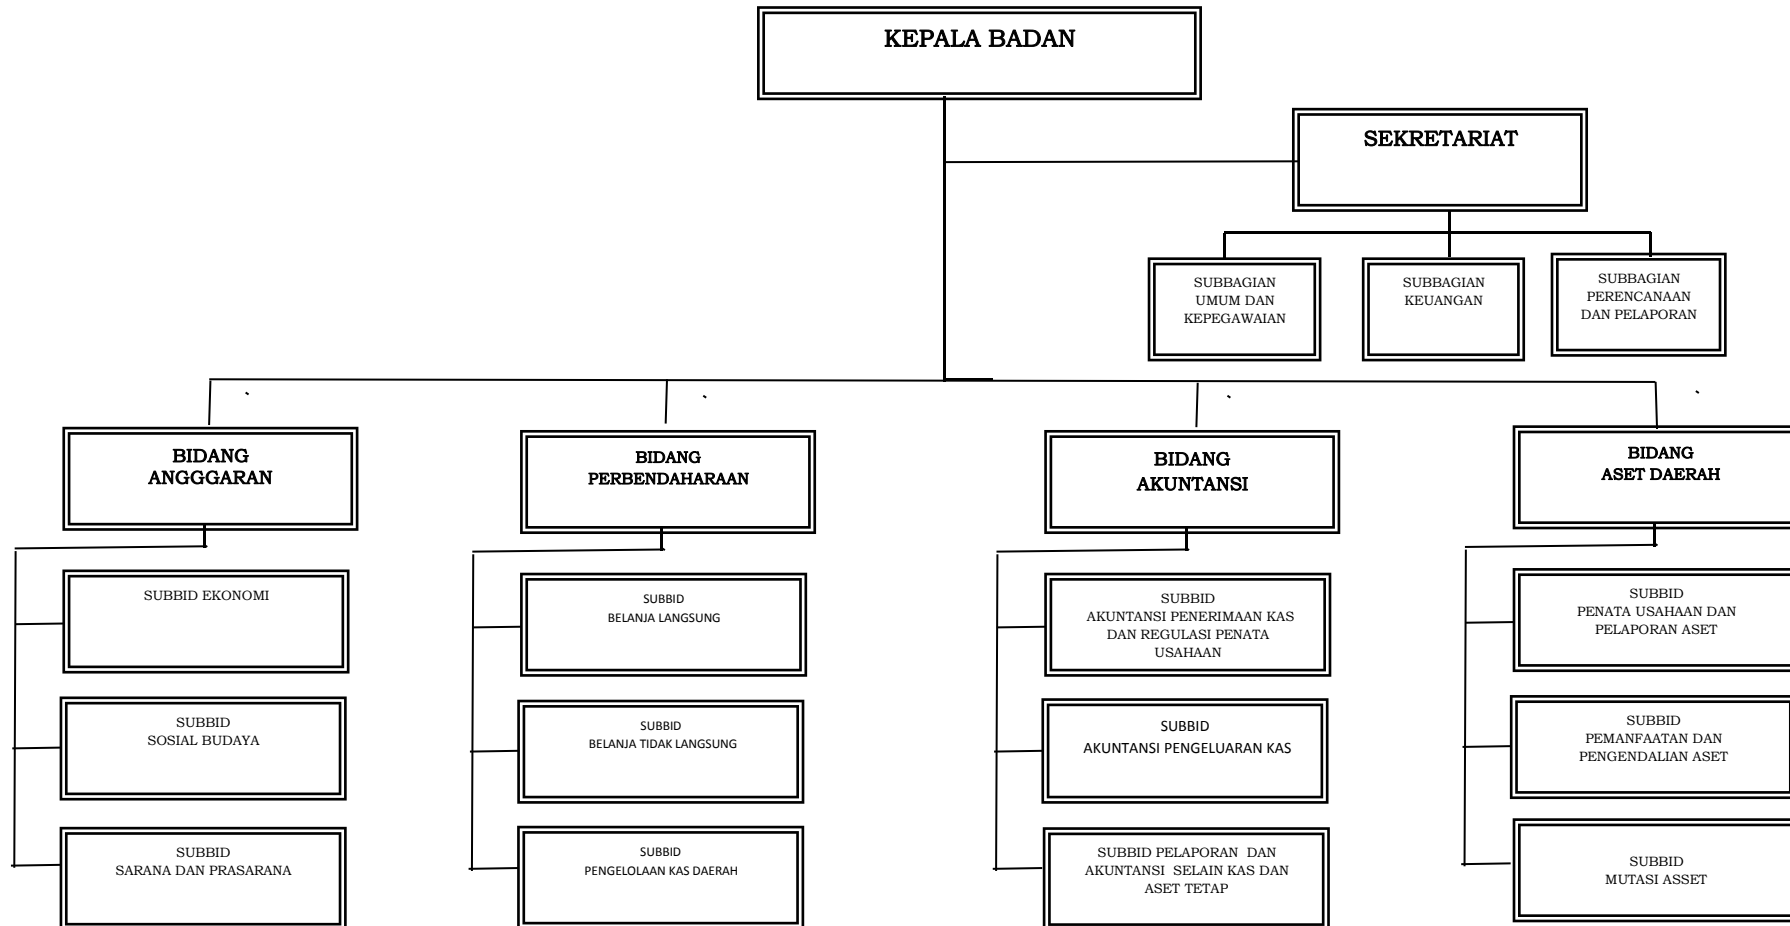 KEPALA BADAN
SEKRETARIAT
SUBBAGIAN
UMUM DAN
KEPEGAWAIAN
SUBBAGIAN
KEUANGAN
SUBBAGIAN
PERENCANAAN
DAN PELAPORAN
BIDANG
ANGGGARAN
BIDANG
PERBENDAHARAAN
BIDANG
AKUNTANSI
BIDANG
ASET DAERAH
SUBBID EKONOMI
SUBBID
BELANJA LANGSUNG
SUBBID
AKUNTANSI PENERIMAAN KAS
DAN REGULASI PENATA
USAHAAN
SUBBID
PENATA USAHAAN DAN
PELAPORAN ASET
SUBBID
SOSIAL BUDAYA
SUBBID
BELANJA TIDAK LANGSUNG
SUBBID
AKUNTANSI PENGELUARAN KAS
SUBBID
PEMANFAATAN DAN
PENGENDALIAN ASET
SUBBID
SARANA DAN PRASARANA
SUBBID
PENGELOLAAN KAS DAERAH
SUBBID PELAPORAN DAN
AKUNTANSI SELAIN KAS DAN
ASET TETAP
SUBBID
MUTASI ASSET